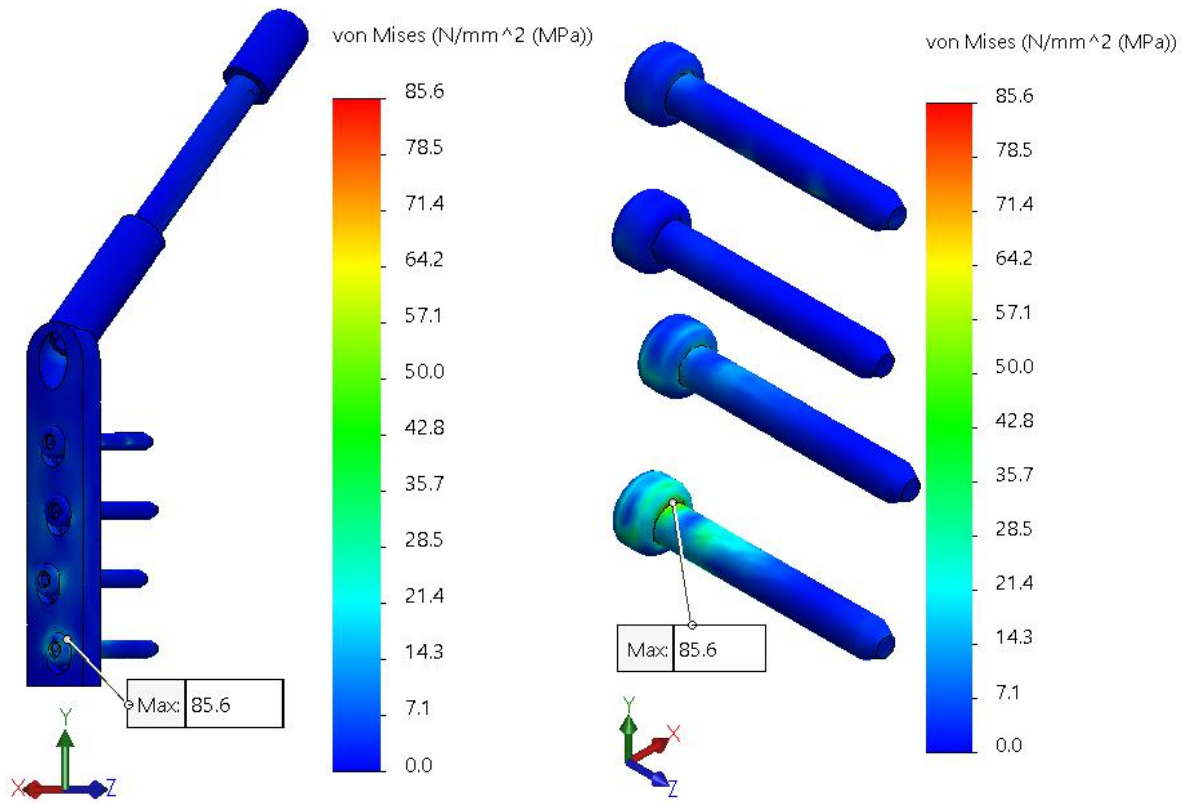 von Mises (N/mm^2 (MPa))
85.6
78.5
71.4
64.2
57.1
50.0
42.8
35.7
28.5
21.4
14.3
7.1
0.0
Max: 85.6
Y
X
Z
von Mises (N/mm^2 (MPa))
85.6
78.5
71.4
64.2
57.1
50.0
42.8
35.7
28.5
21.4
14.3
7.1
0.0
Max: 85.6
Y
X
Z